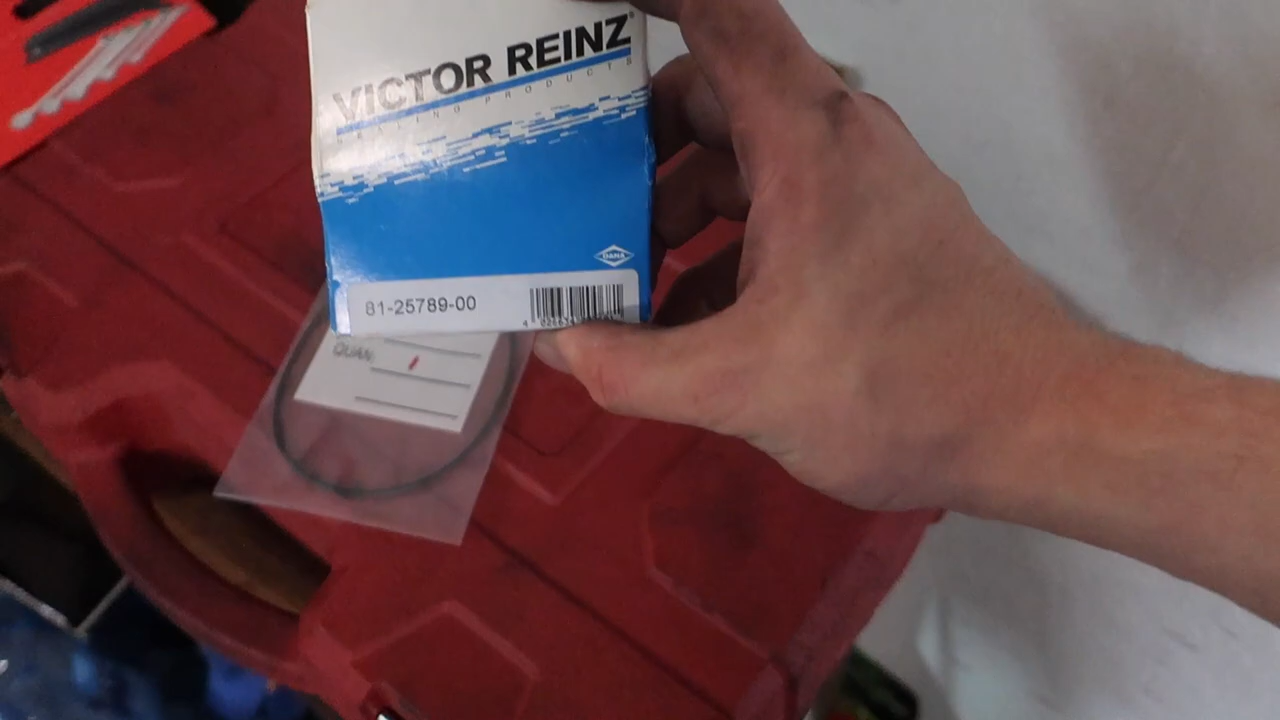 VICTOR REINZ®
SEALING PRODUCTS
DANA
81-25789-00
QUAN